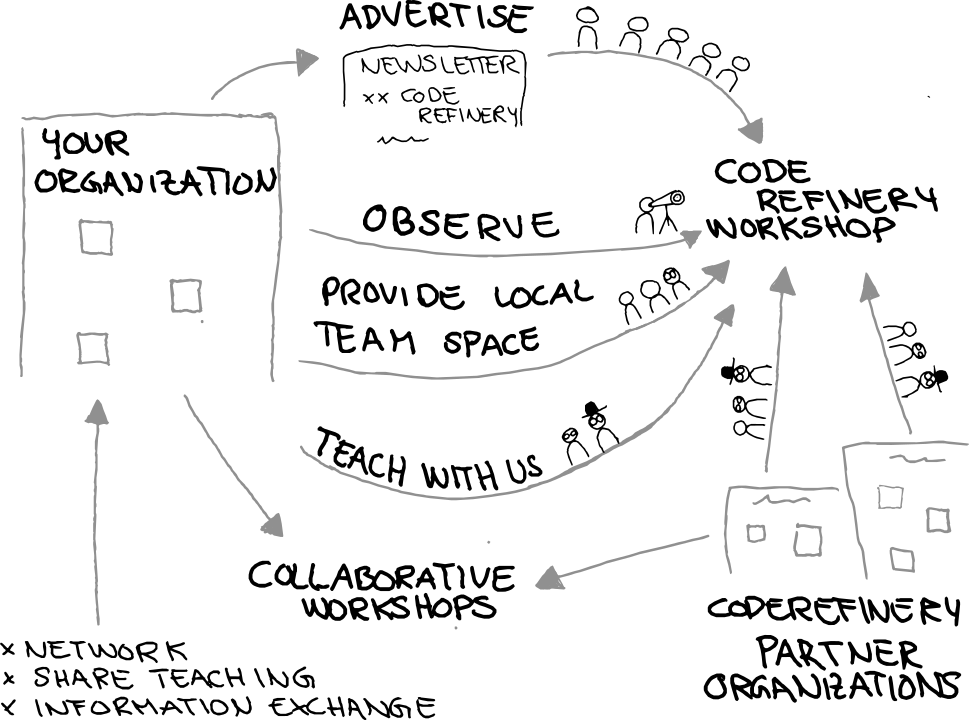 ADVERTISE
NEWSLETTER
xx CODE
REFINERY
YOUR
ORGANIZATION
CODE
REFINERY
WORKSHOP
OBSERVE
PROVIDE LOCAL
TEAM SPACE
TEACH WITH US
COLLABORATIVE
WORKSHOPS
CODEREFINERY
PARTNER
ORGANIZATIONS
x NETWORK
x SHARE TEACHING
x INFORMATION EXCHANGE